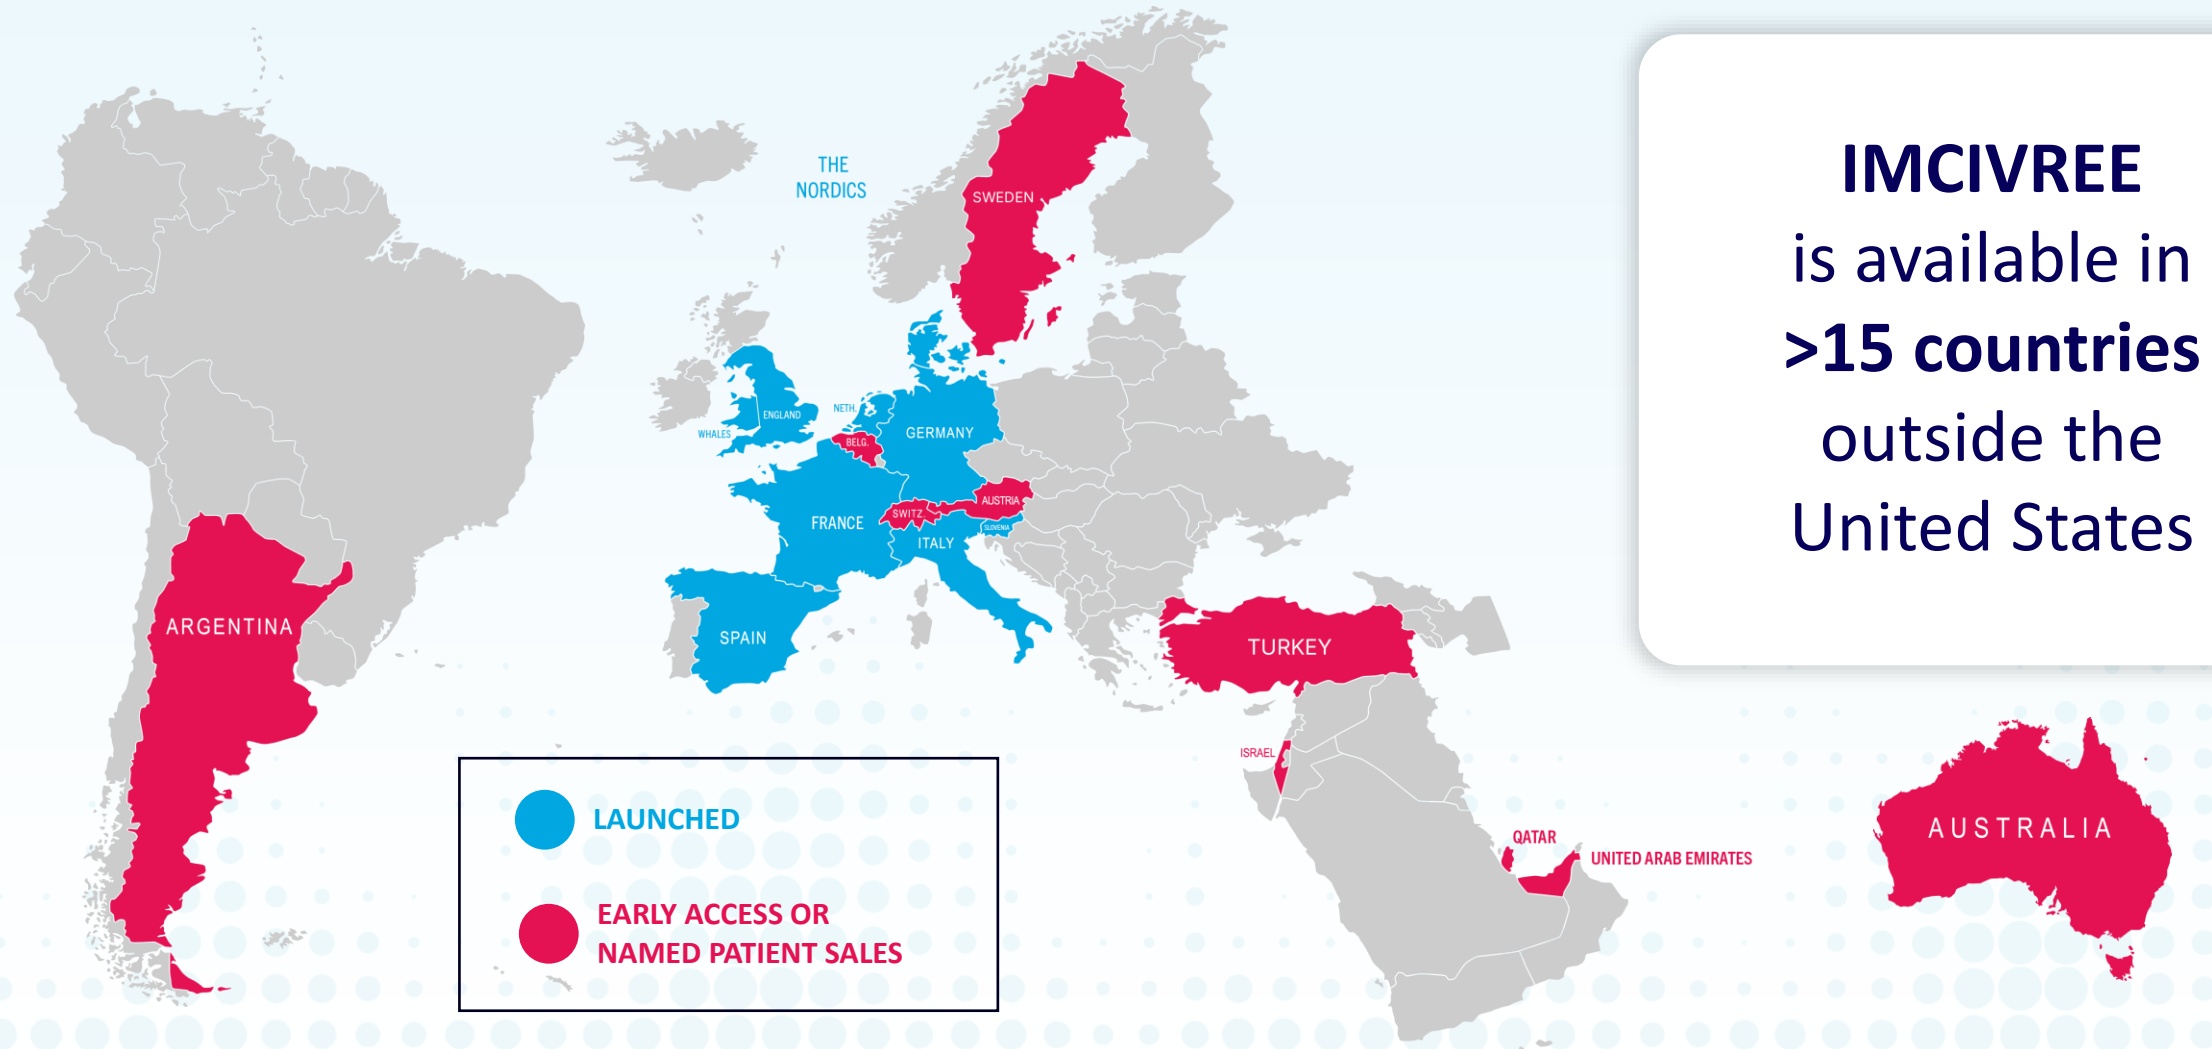 IMCIVREE
is available in
>15 countries
outside the
United States
THE
NORDICS
SWEDEN
ENGLAND
WHALES
NETH.
BELG.
GERMANY
FRANCE
SWITZ.
AUSTRIA
SLOVENIA
ITALY
SPAIN
ARGENTINA
TURKEY
ISRAEL
QATAR
UNITED ARAB EMIRATES
AUSTRALIA
LAUNCHED
EARLY ACCESS OR
NAMED PATIENT SALES